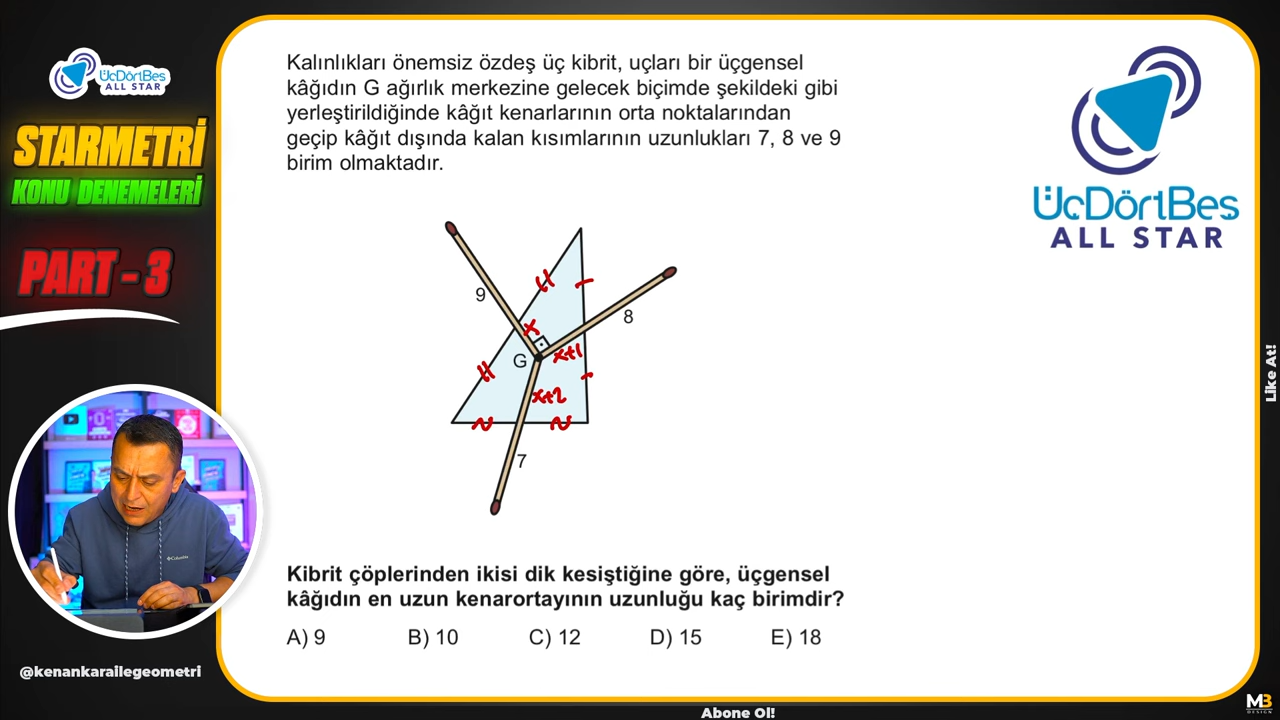 ÜçDörtBeş
ALL STAR
STARMETRİ
KONU DENEMELERİ
PART - 3
@kenankarailegeometri
Kalınlıkları önemsiz özdeş üç kibrit, uçları bir üçgensel
kâğıdın G ağırlık merkezine gelecek biçimde şekildeki gibi
yerleştirildiğinde kâğıt kenarlarının orta noktalarından
geçip kâğıt dışında kalan kısımlarının uzunlukları 7, 8 ve 9
birim olmaktadır.
9
8
x
G
x+1
x+2
7
Kibrit çöplerinden ikisi dik kesiştiğine göre, üçgensel
kâğıdın en uzun kenarortayının uzunluğu kaç birimdir?
A) 9 B) 10 C) 12 D) 15 E) 18
ÜçDörtBeş
ALL STAR
Like At!
Abone Ol!
MB
DESIGN